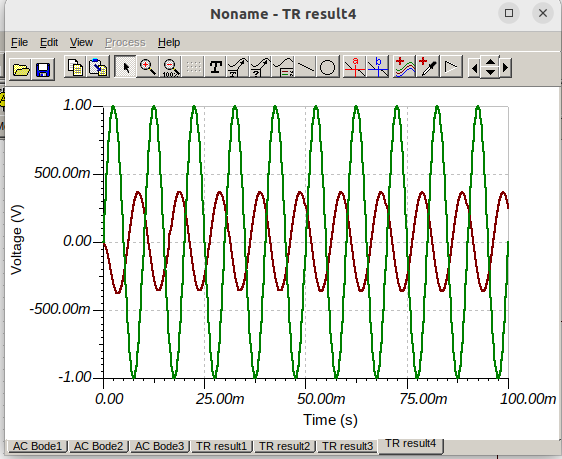 Noname - TR result4
File Edit View Process Help
T 100% a b
1.00
500.00m
0.00
-500.00m
-1.00
Voltage (V)
0.00 25.00m 50.00m 75.00m 100.00m
Time (s)
AC Bode1 AC Bode2 AC Bode3 TR result1 TR result2 TR result3 TR result4